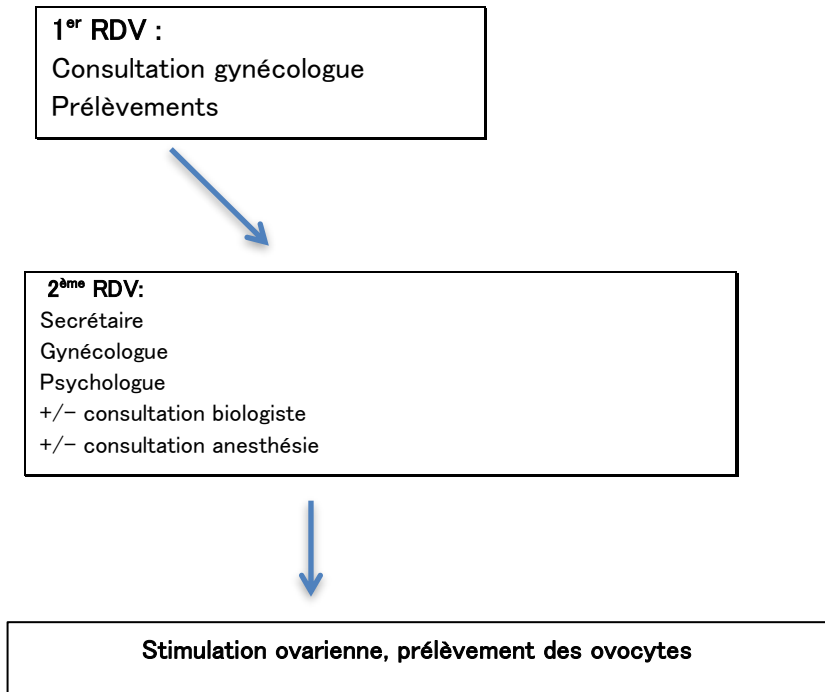 1er RDV :
Consultation gynécologue
Prélèvements
2ème RDV:
Secrétaire
Gynécologue
Psychologue
+/- consultation biologiste
+/- consultation anesthésie
Stimulation ovarienne, prélèvement des ovocytes